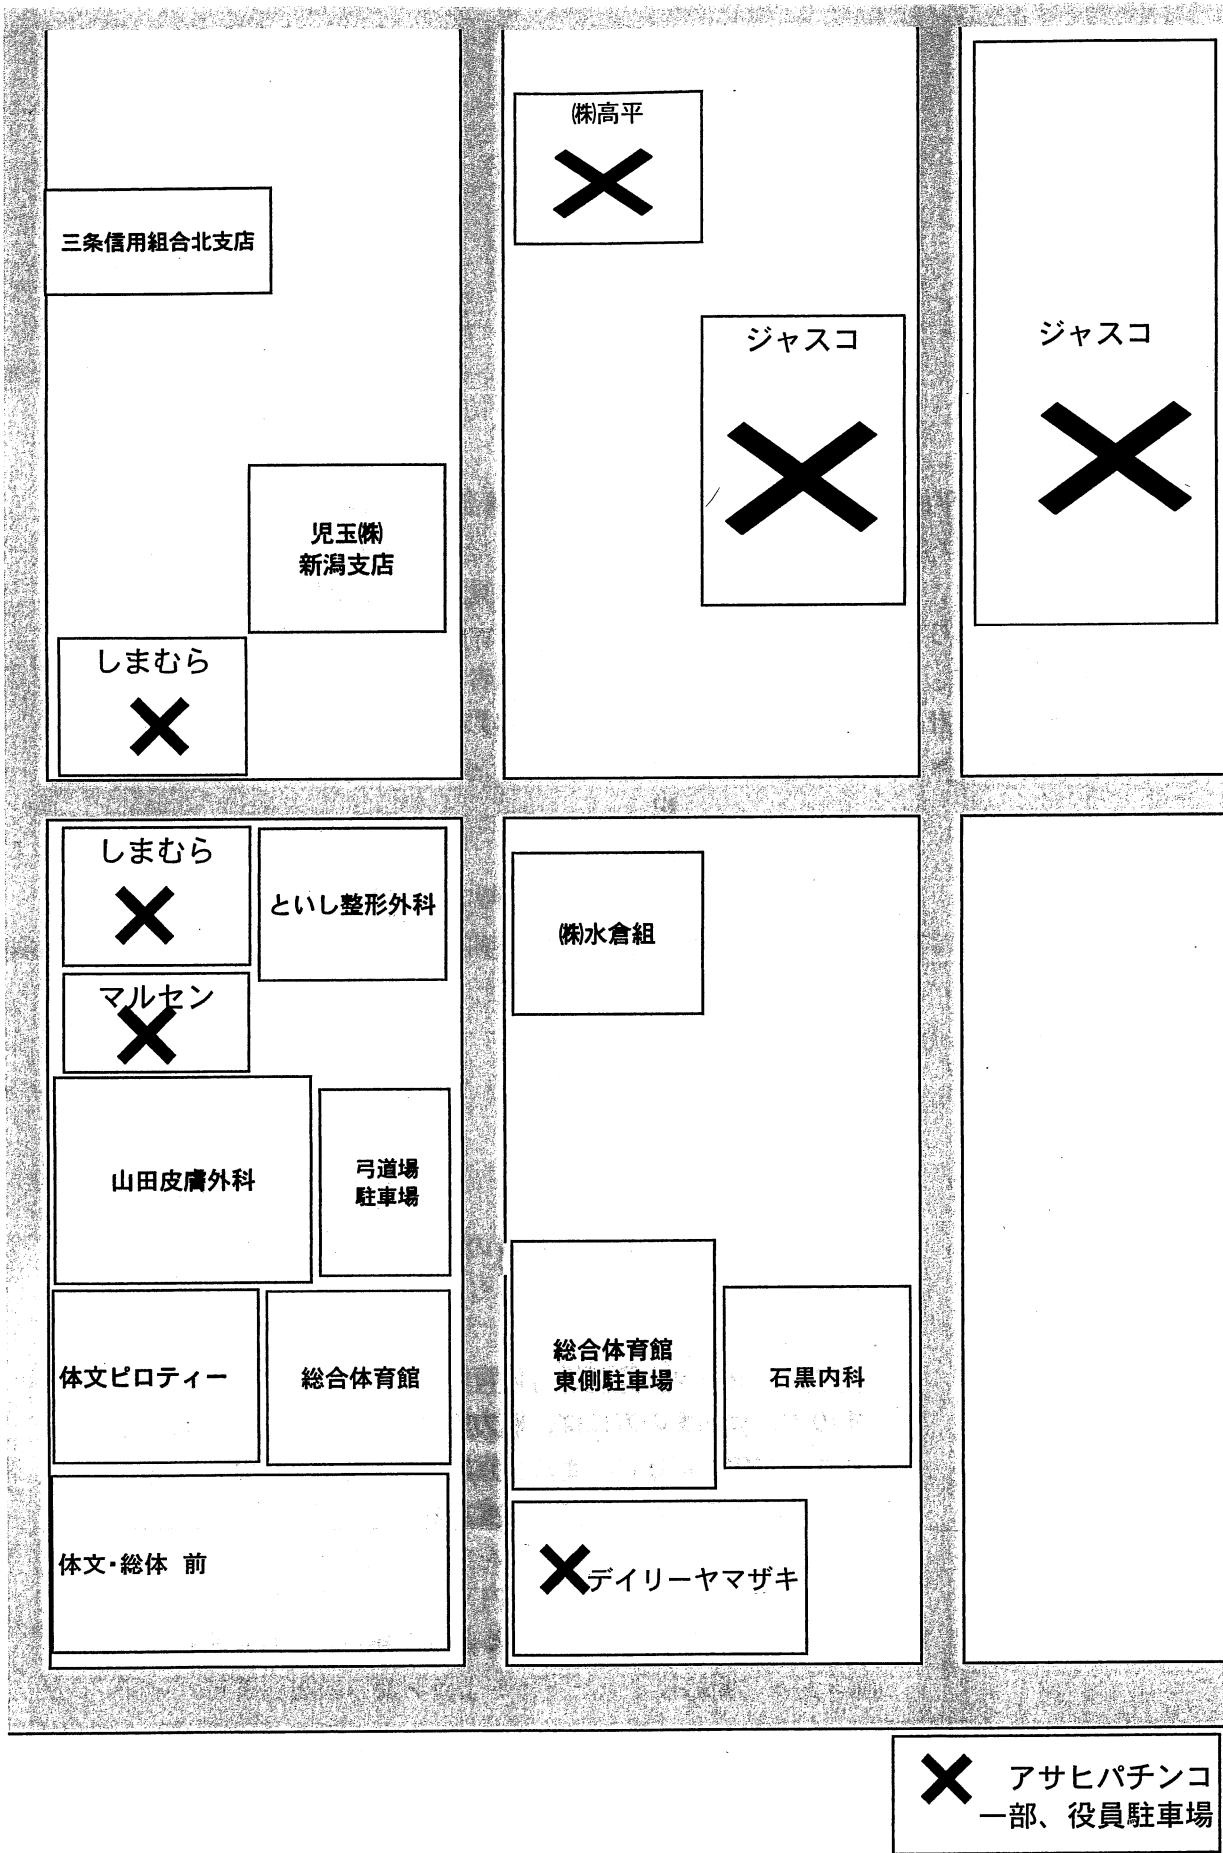 ㈱高平
三条信用組合北支店
ジャスコ
ジャスコ
児玉㈱
新潟支店
しまむら
しまむら
といし整形外科
㈱水倉組
マルセン
山田皮膚外科
弓道場
駐車場
総合体育館
東側駐車場
石黒内科
体文ピロティー
総合体育館
体文・総体 前
デイリーヤマザキ
アサヒパチンコ
一部、役員駐車場